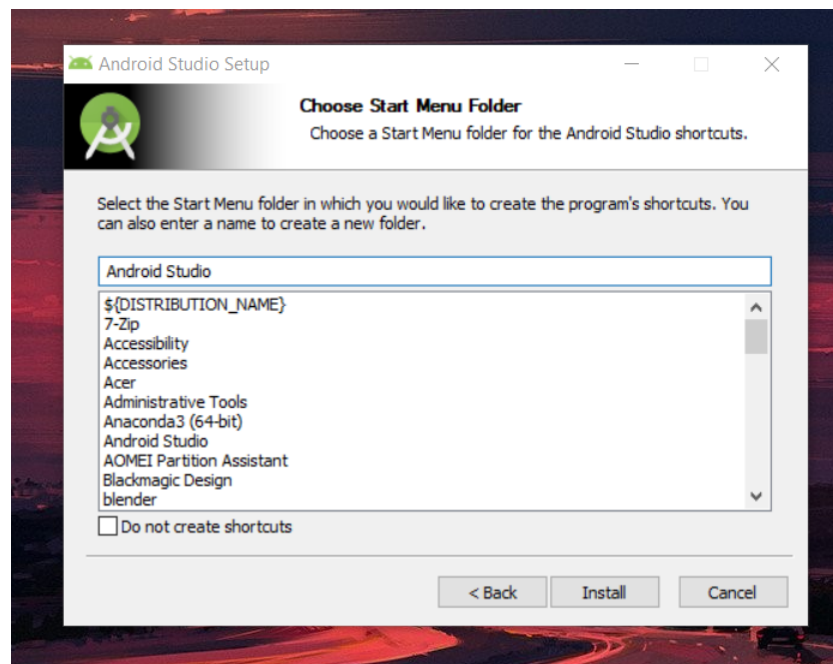 Android Studio Setup
Choose Start Menu Folder
Choose a Start Menu folder for the Android Studio shortcuts.
Select the Start Menu folder in which you would like to create the program's shortcuts. You
can also enter a name to create a new folder.
Android Studio
${DISTRIBUTION_NAME}
7-Zip
Accessibility
Accessories
Acer
Administrative Tools
Anaconda3 (64-bit)
Android Studio
AOMEI Partition Assistant
Blackmagic Design
blender
Do not create shortcuts
< Back
Install
Cancel